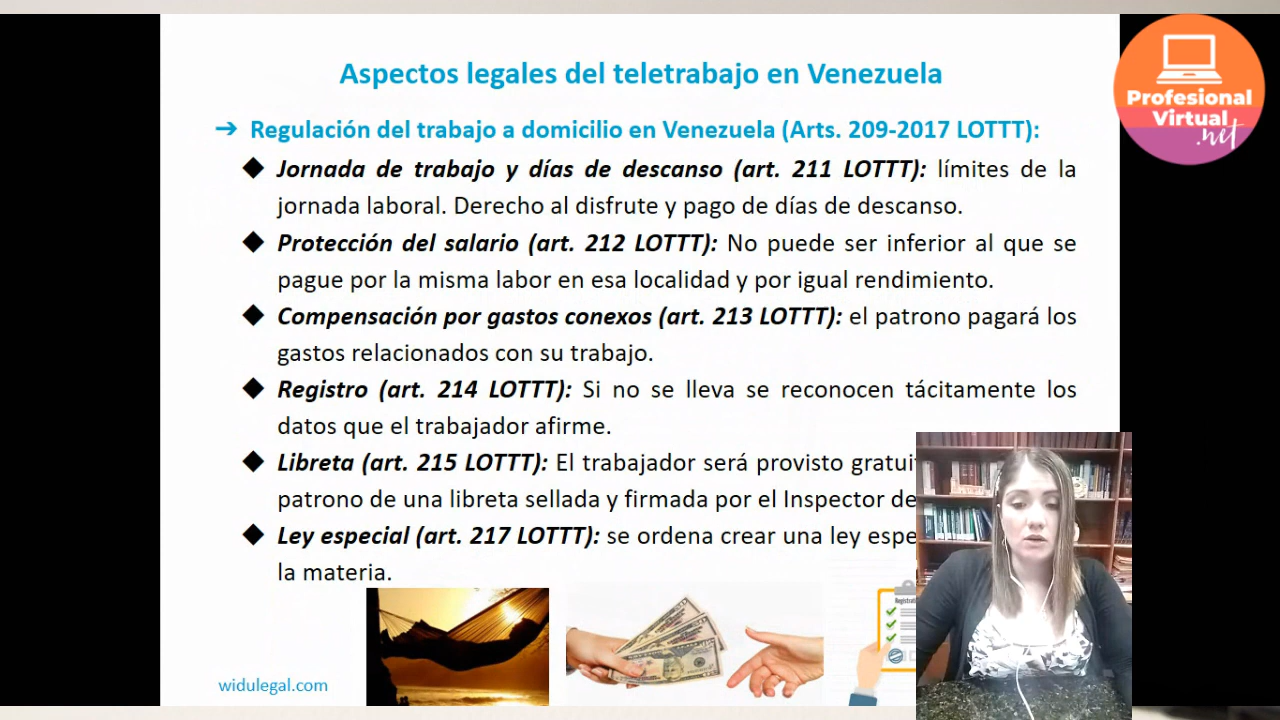 Aspectos legales del teletrabajo en Venezuela
Profesional
Virtual
.net
➔ Regulación del trabajo a domicilio en Venezuela (Arts. 209-2017 LOTTT):
◆ Jornada de trabajo y días de descanso (art. 211 LOTTT): límites de la
jornada laboral. Derecho al disfrute y pago de días de descanso.
◆ Protección del salario (art. 212 LOTTT): No puede ser inferior al que se
pague por la misma labor en esa localidad y por igual rendimiento.
◆ Compensación por gastos conexos (art. 213 LOTTT): el patrono pagará los
gastos relacionados con su trabajo.
◆ Registro (art. 214 LOTTT): Si no se lleva se reconocen tácitamente los
datos que el trabajador afirme.
◆ Libreta (art. 215 LOTTT): El trabajador será provisto
patrono de una libreta sellada y firmada por el Inspector de
◆ Ley especial (art. 217 LOTTT): se ordena crear una ley
la materia.
widulegal.com